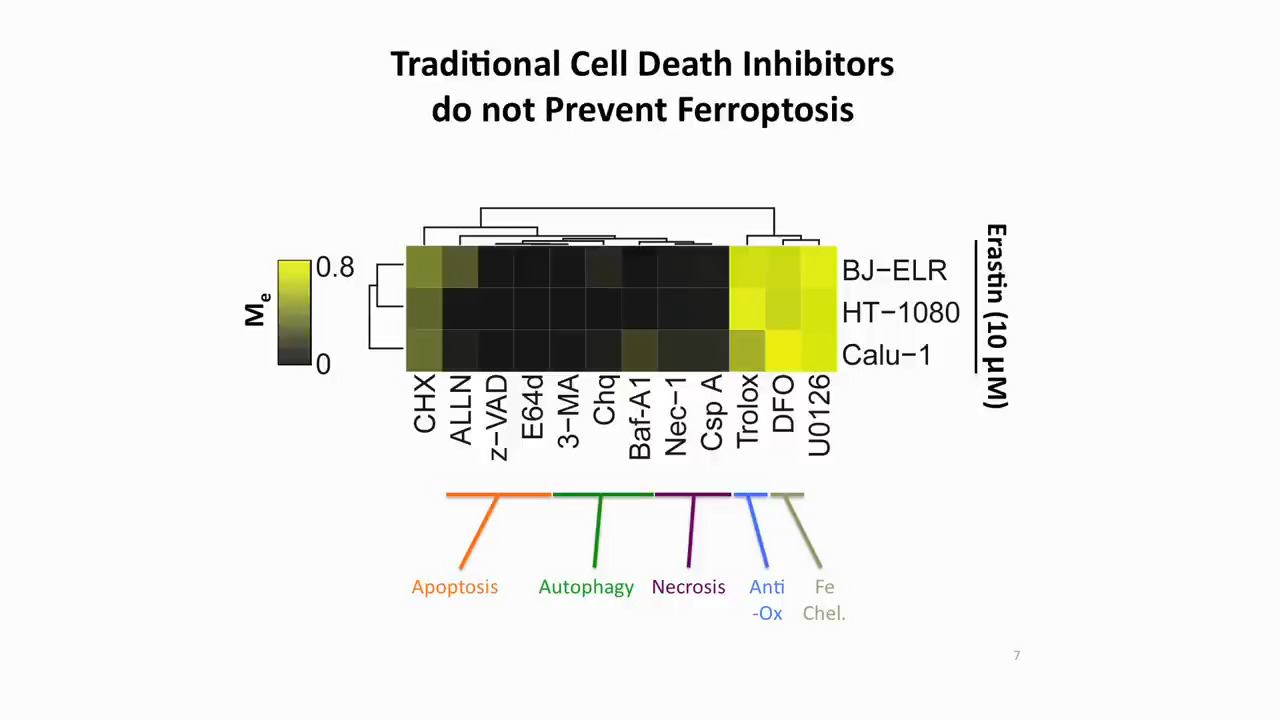 Traditional Cell Death Inhibitors
do not Prevent Ferroptosis
Me
0.8
0
BJ−ELR
HT−1080
Calu−1
Erastin (10 μM)
CHX
ALLN
z−VAD
E64d
3−MA
Chq
Baf-A1
Nec−1
Csp A
Trolox
DFO
U0126
Apoptosis
Autophagy
Necrosis
Anti
-Ox
Fe
Chel.
7